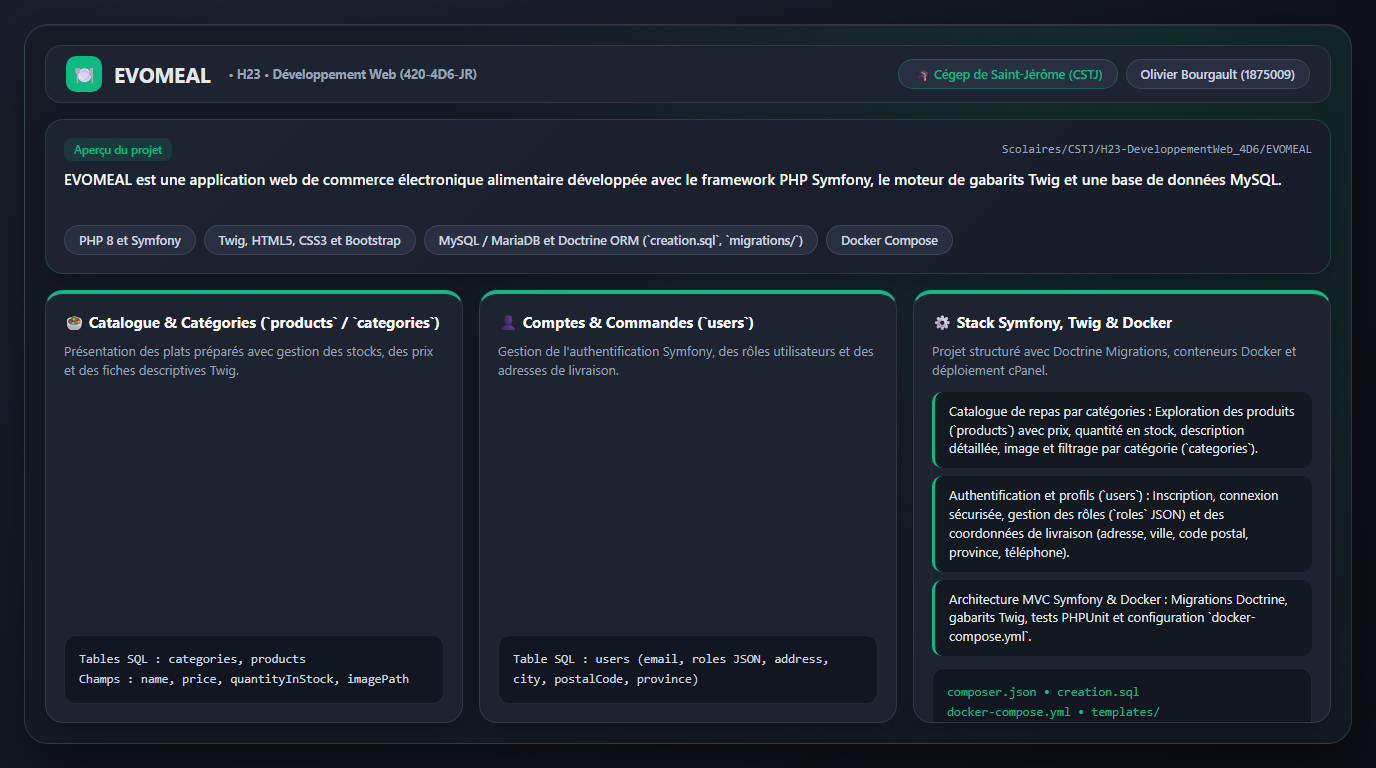 EVOMEAL
• H23 • Développement Web (420-4D6-JR)
Cégep de Saint-Jérôme (CSTJ)
Olivier Bourgault (1875009)
Aperçu du projet
Scolaires/CSTJ/H23-DeveloppementWeb_4D6/EVOMEAL
EVOMEAL est une application web de commerce électronique alimentaire développée avec le framework PHP Symfony, le moteur de gabarits Twig et une base de données MySQL.
PHP 8 et Symfony
Twig, HTML5, CSS3 et Bootstrap
MySQL / MariaDB et Doctrine ORM (`creation.sql`, `migrations/`)
Docker Compose
Catalogue & Catégories (`products` / `categories`)
Présentation des plats préparés avec gestion des stocks, des prix
et des fiches descriptives Twig.
Tables SQL : categories, products
Champs : name, price, quantityInStock, imagePath
Comptes & Commandes (`users`)
Gestion de l'authentification Symfony, des rôles utilisateurs et des
adresses de livraison.
Table SQL : users (email, roles JSON, address,
city, postalCode, province)
Stack Symfony, Twig & Docker
Projet structuré avec Doctrine Migrations, conteneurs Docker et
déploiement cPanel.
Catalogue de repas par catégories : Exploration des produits
(`products`) avec prix, quantité en stock, description
détaillée, image et filtrage par catégorie (`categories`).
Authentification et profils (`users`) : Inscription, connexion
sécurisée, gestion des rôles (`roles` JSON) et des
coordonnées de livraison (adresse, ville, code postal,
province, téléphone).
Architecture MVC Symfony & Docker : Migrations Doctrine,
gabarits Twig, tests PHPUnit et configuration `docker-
compose.yml`.
composer.json • creation.sql
docker-compose.yml • templates/